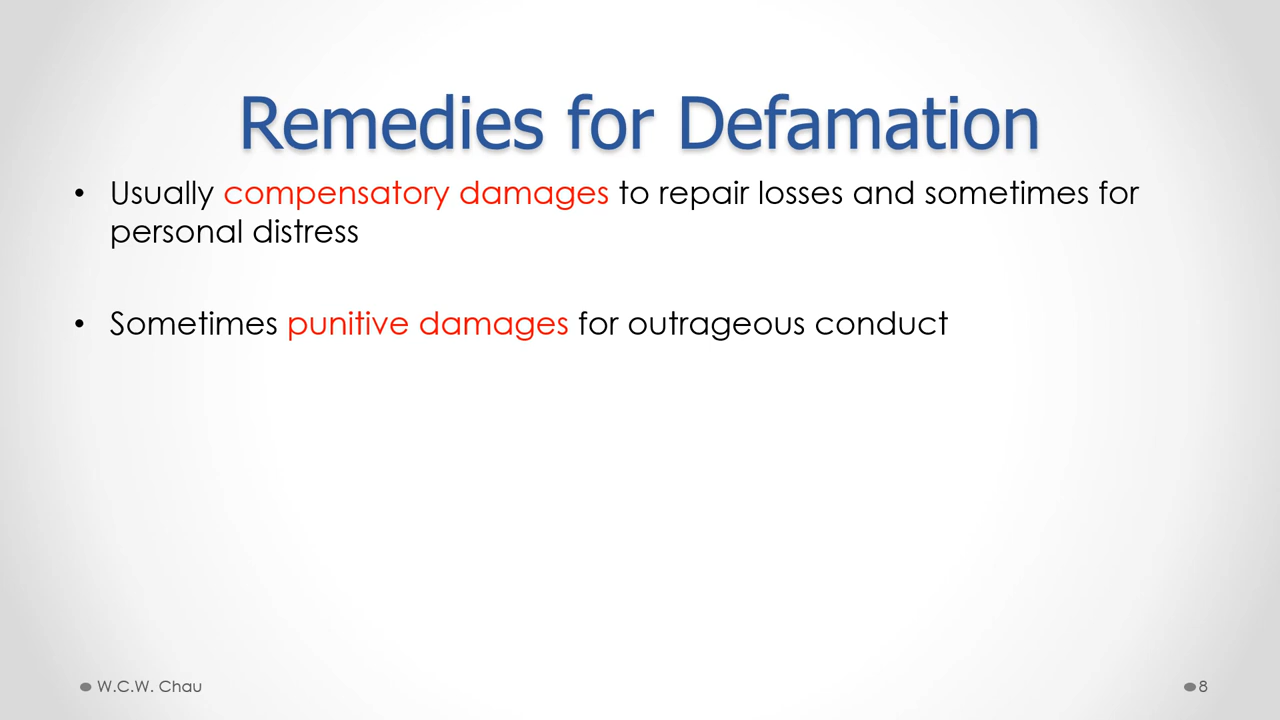 Remedies for Defamation
• Usually compensatory damages to repair losses and sometimes for
personal distress
• Sometimes punitive damages for outrageous conduct
W.C.W. Chau
8